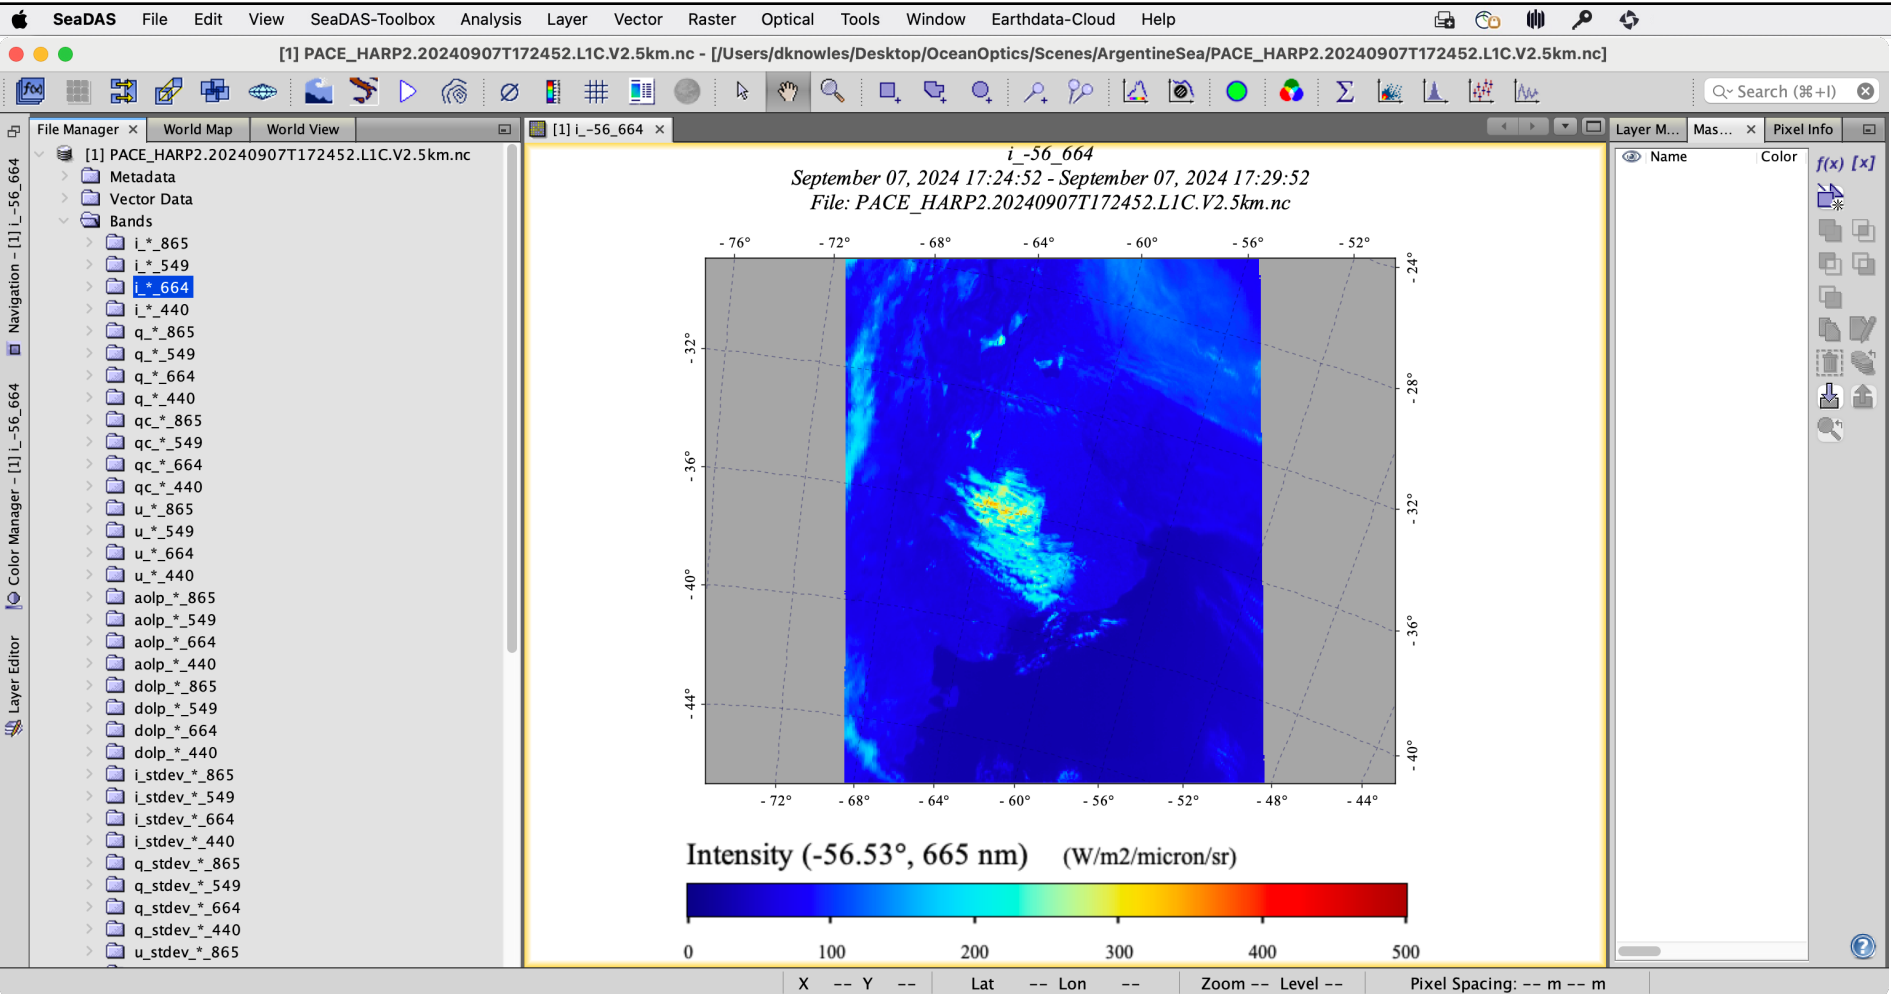 SeaDAS File Edit View SeaDAS-Toolbox Analysis Layer Vector Raster Optical Tools Window Earthdata-Cloud Help
[1] PACE_HARP2.20240907T172452.L1C.V2.5km.nc - [/Users/dknowles/Desktop/OceanOptics/Scenes/ArgentineSea/PACE_HARP2.20240907T172452.L1C.V2.5km.nc]
f(x)
Σ
Search (⌘+I)
File Manager × World Map World View
[1] i_-56_664 ×
Layer M... Mas... × Pixel Info
Navigation - [1] i_-56_664
Color Manager - [1] i_-56_664
Layer Editor
[1] PACE_HARP2.20240907T172452.L1C.V2.5km.nc
Metadata
Vector Data
Bands
i_*_865
i_*_549
i_*_664
i_*_440
q_*_865
q_*_549
q_*_664
q_*_440
qc_*_865
qc_*_549
qc_*_664
qc_*_440
u_*_865
u_*_549
u_*_664
u_*_440
aolp_*_865
aolp_*_549
aolp_*_664
aolp_*_440
dolp_*_865
dolp_*_549
dolp_*_664
dolp_*_440
i_stdev_*_865
i_stdev_*_549
i_stdev_*_664
i_stdev_*_440
q_stdev_*_865
q_stdev_*_549
q_stdev_*_664
q_stdev_*_440
u_stdev_*_865
i_-56_664
September 07, 2024 17:24:52 - September 07, 2024 17:29:52
File: PACE_HARP2.20240907T172452.L1C.V2.5km.nc
- 76° - 72° - 68° - 64° - 60° - 56° - 52°
- 32°
- 36°
- 40°
- 44°
- 24°
- 28°
- 32°
- 36°
- 40°
- 72° - 68° - 64° - 60° - 56° - 52° - 48° - 44°
Intensity (-56.53°, 665 nm) (W/m2/micron/sr)
0 100 200 300 400 500
Name Color
f(x) [x]
?
X -- Y -- Lat -- Lon -- Zoom -- Level -- Pixel Spacing: -- m -- m